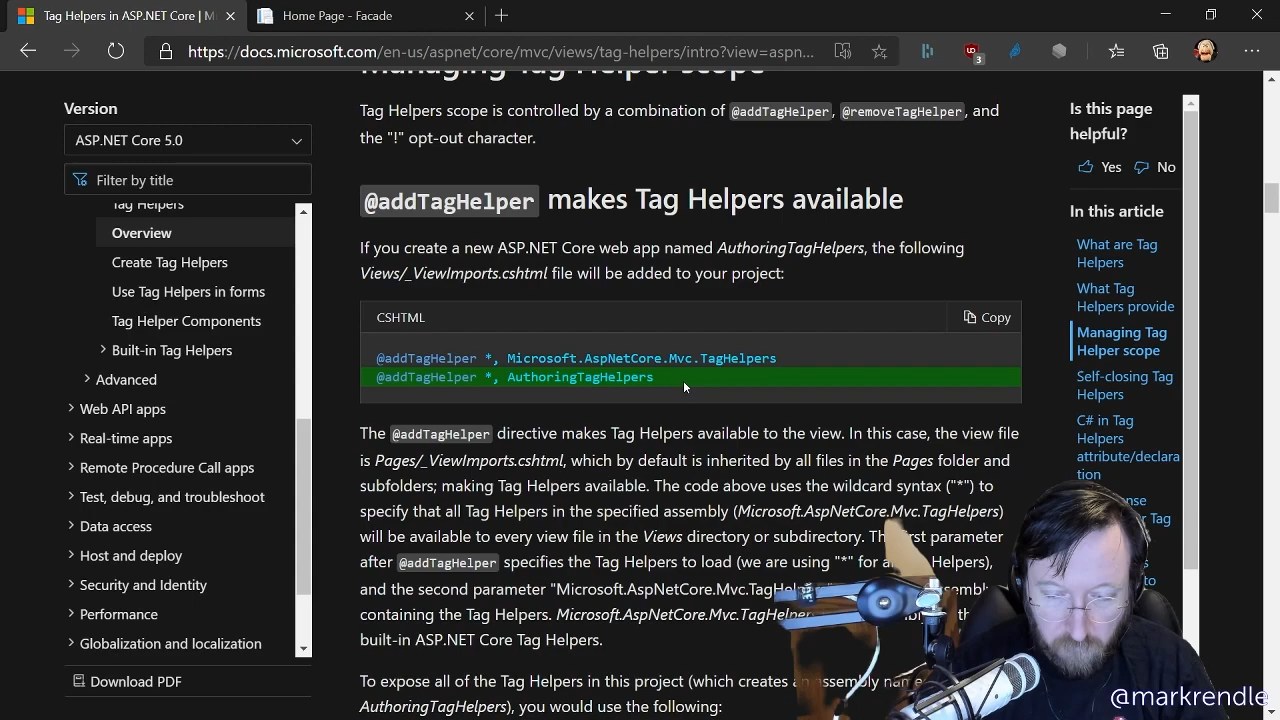 Tag Helpers in ASP.NET Core | M
Home Page - Facade
https://docs.microsoft.com/en-us/aspnet/core/mvc/views/tag-helpers/intro?view=aspn...
3
Version
ASP.NET Core 5.0
Filter by title
Tag Helpers
Overview
Create Tag Helpers
Use Tag Helpers in forms
Tag Helper Components
Built-in Tag Helpers
Advanced
Web API apps
Real-time apps
Remote Procedure Call apps
Test, debug, and troubleshoot
Data access
Host and deploy
Security and Identity
Performance
Globalization and localization
Download PDF
Managing Tag Helper scope
Tag Helpers scope is controlled by a combination of @addTagHelper, @removeTagHelper, and
the "!" opt-out character.
@addTagHelper makes Tag Helpers available
If you create a new ASP.NET Core web app named AuthoringTagHelpers, the following
Views/_ViewImports.cshtml file will be added to your project:
CSHTML
Copy
@addTagHelper *, Microsoft.AspNetCore.Mvc.TagHelpers
@addTagHelper *, AuthoringTagHelpers
The @addTagHelper directive makes Tag Helpers available to the view. In this case, the view file
is Pages/_ViewImports.cshtml, which by default is inherited by all files in the Pages folder and
subfolders; making Tag Helpers available. The code above uses the wildcard syntax ("*") to
specify that all Tag Helpers in the specified assembly (Microsoft.AspNetCore.Mvc.TagHelpers)
will be available to every view file in the Views directory or subdirectory. The first parameter
after @addTagHelper specifies the Tag Helpers to load (we are using "*" for Helpers),
and the second parameter "Microsoft.AspNetCore.Mvc.TagHel
containing the Tag Helpers. Microsoft.AspNetCore.Mvc.TagHelper
built-in ASP.NET Core Tag Helpers.
To expose all of the Tag Helpers in this project (which creates an assembly
AuthoringTagHelpers), you would use the following:
Is this page
helpful?
Yes
No
In this article
What are Tag
Helpers
What Tag
Helpers provide
Managing Tag
Helper scope
Self-closing Tag
Helpers
C# in Tag
Helpers
attribute/declara
tion
Tag
to
@markrendle